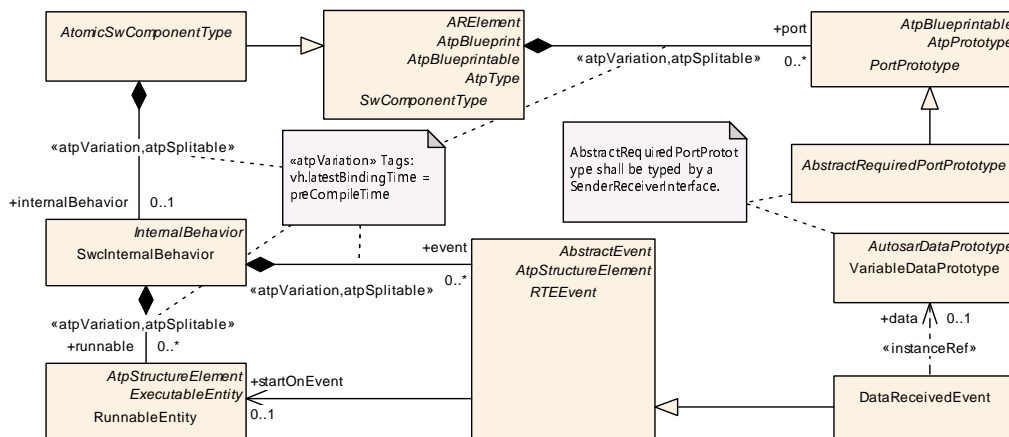 AtomicSwComponentType
ARElement
AtpBlueprint
AtpBlueprintable
AtpType
SwComponentType
+port
0..*
«atpVariation,atpSplitable»
AtpBlueprintable
AtpPrototype
PortPrototype
«atpVariation,atpSplitable»
«atpVariation» Tags:
vh.latestBindingTime =
preCompileTime
AbstractRequiredPortProtot
ype shall be typed by a
SenderReceiverInterface.
AbstractRequiredPortPrototype
+internalBehavior
0..1
InternalBehavior
SwcInternalBehavior
+event
0..*
«atpVariation,atpSplitable»
AbstractEvent
AtpStructureElement
RTEEvent
AutosarDataPrototype
VariableDataPrototype
«atpVariation,atpSplitable»
+runnable
0..*
+data
0..1
«instanceRef»
AtpStructureElement
ExecutableEntity
RunnableEntity
+startOnEvent
0..1
DataReceivedEvent